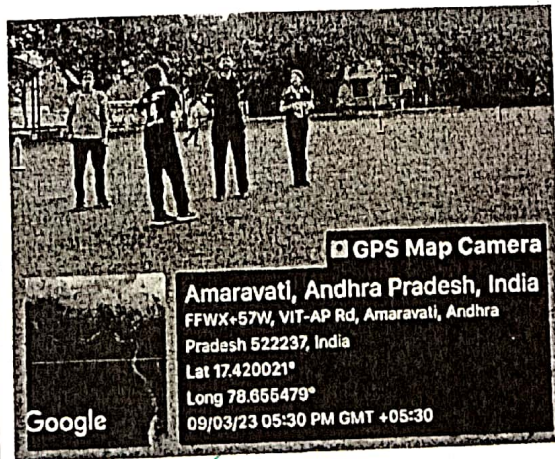 GPS Map Camera
Amaravati, Andhra Pradesh, India
FFWX+57W, VIT-AP Rd, Amaravati, Andhra
Pradesh 522237, India
Lat 17.420021°
Long 78.655479°
09/03/23 05:30 PM GMT +05:30
Google